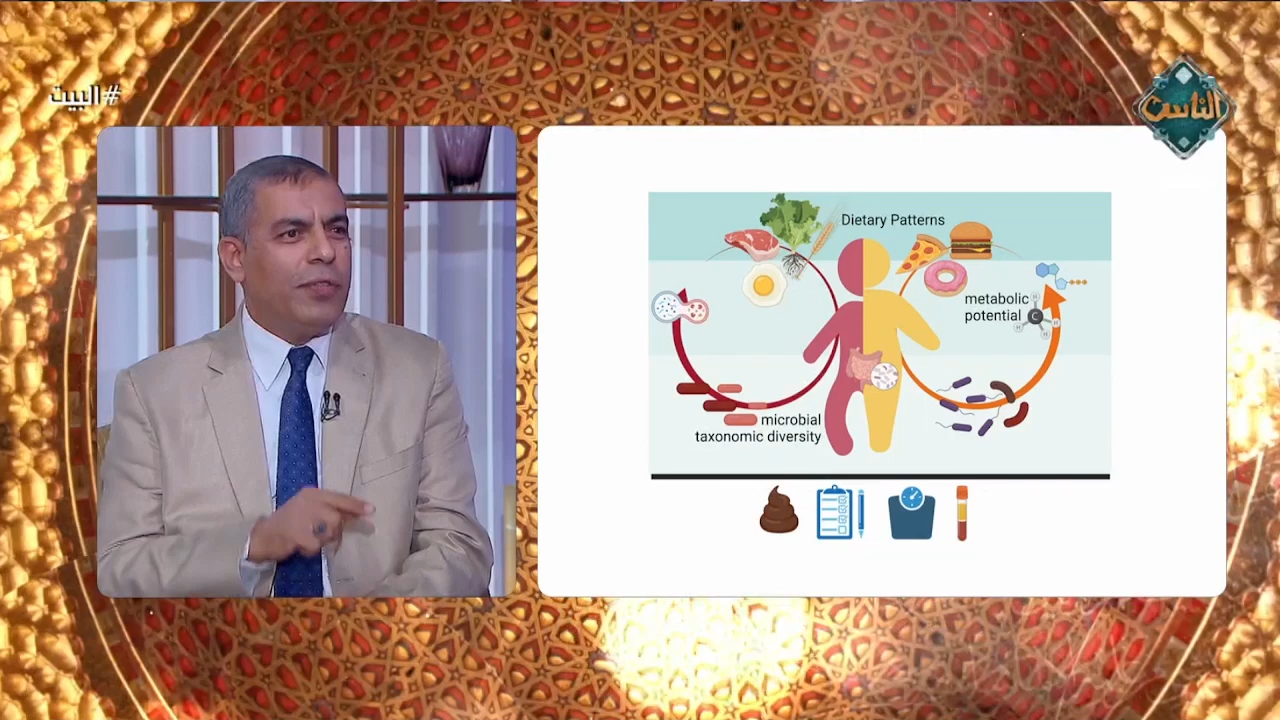 #البيت
الناس
Dietary Patterns
metabolic
potential
C
H
H
H
H
microbial
taxonomic diversity